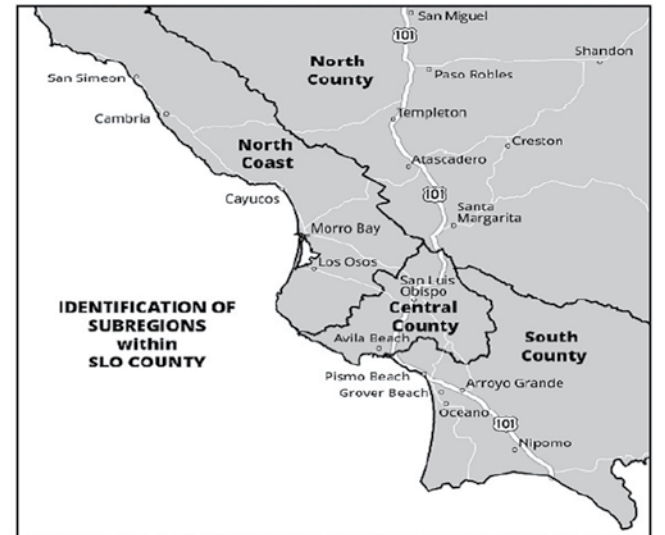 San Miguel
101
North
County
Shandon
Paso Robles
San Simeon
Cambria
Templeton
North
Coast
Creston
Atascadero
101
Cayucos
Santa
Margarita
Morro Bay
Los Osos
San Luis
Obispo
IDENTIFICATION OF
SUBREGIONS
within
SLO COUNTY
Central
County
South
County
Avila Beach
Pismo Beach
Arroyo Grande
Grover Beach
Oceano
101
Nipomo